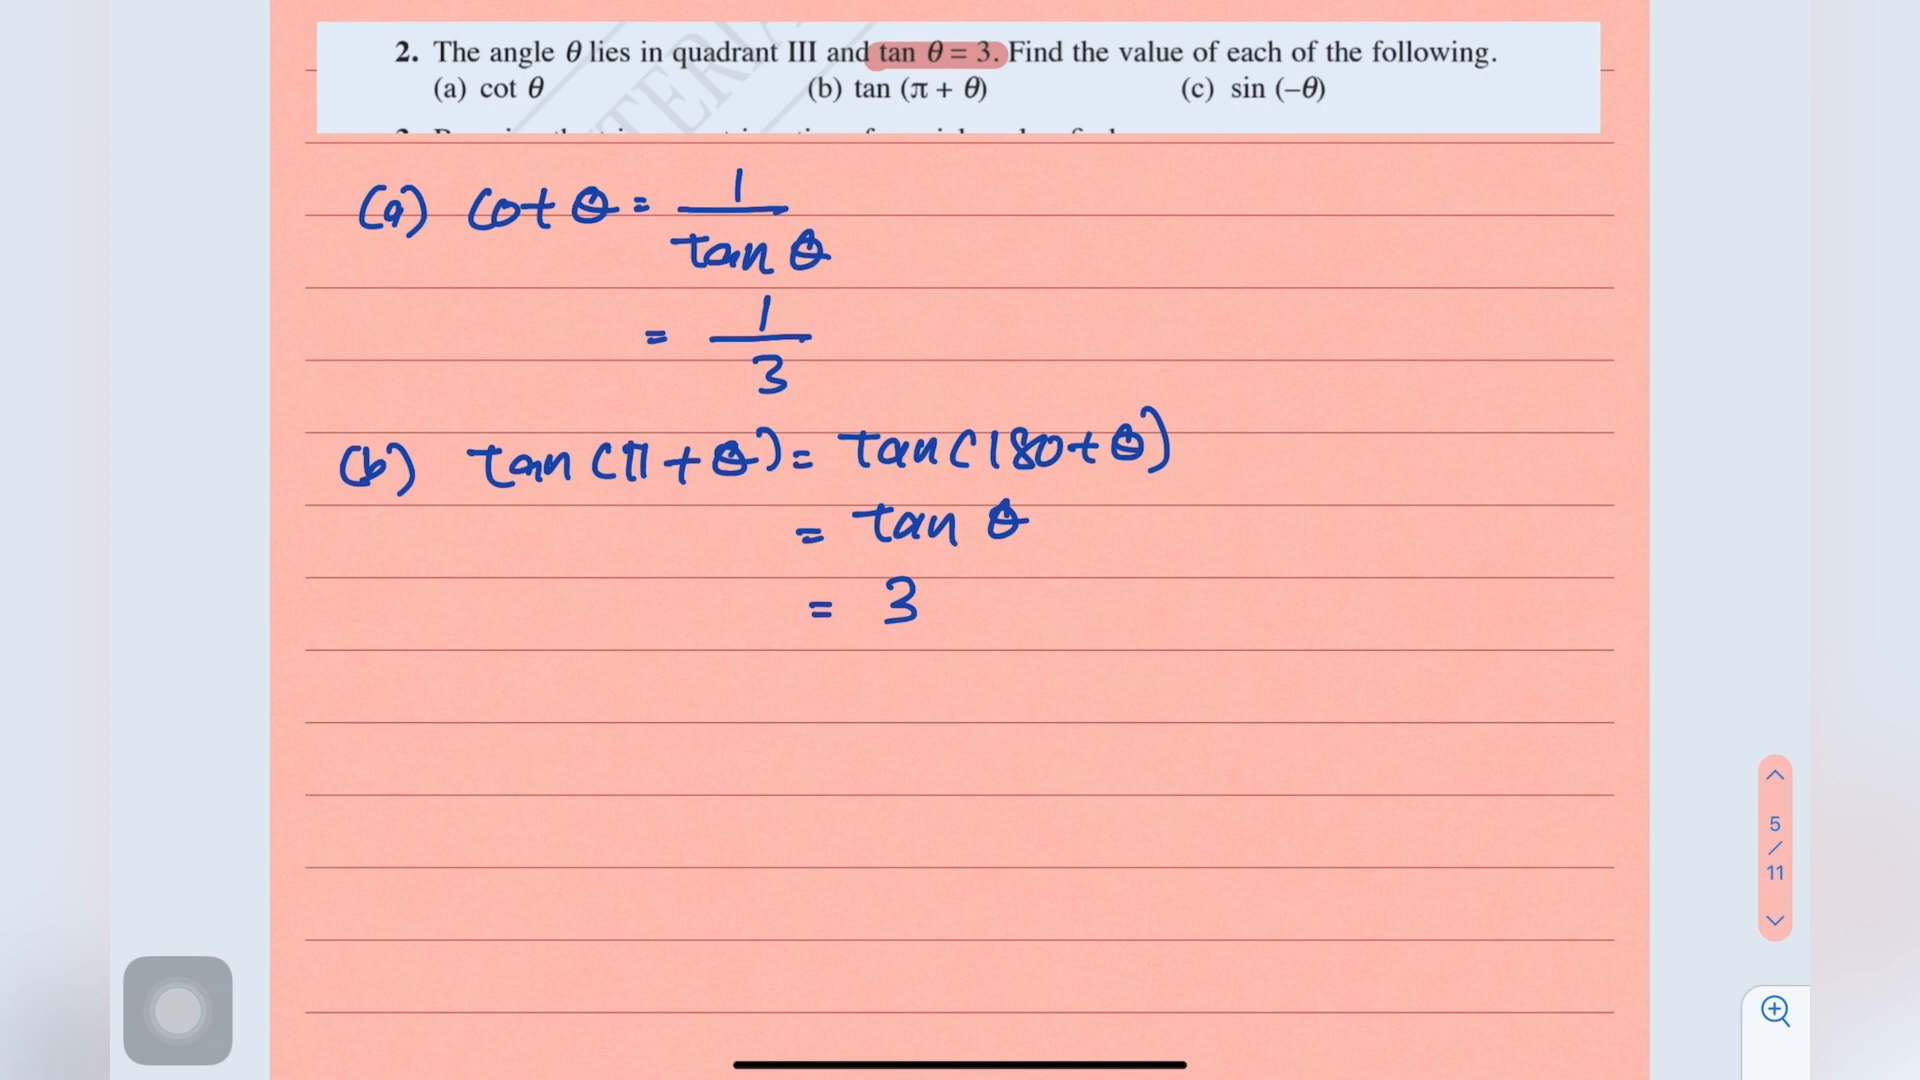 2. The angle θ lies in quadrant III and tan θ = 3. Find the value of each of the following.
(a) cot θ (b) tan (π + θ) (c) sin (–θ)
(a) cot θ = 1
tan θ
= 1
3
(b) tan (π + θ) = tan (180 + θ)
= tan θ
= 3
5
/
11